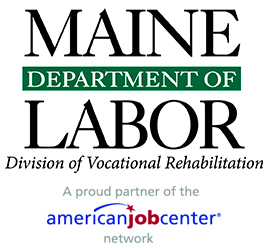 MAINE
DEPARTMENT OF
LABOR
Division of Vocational Rehabilitation
A proud partner of the
americanjobcenter®
network